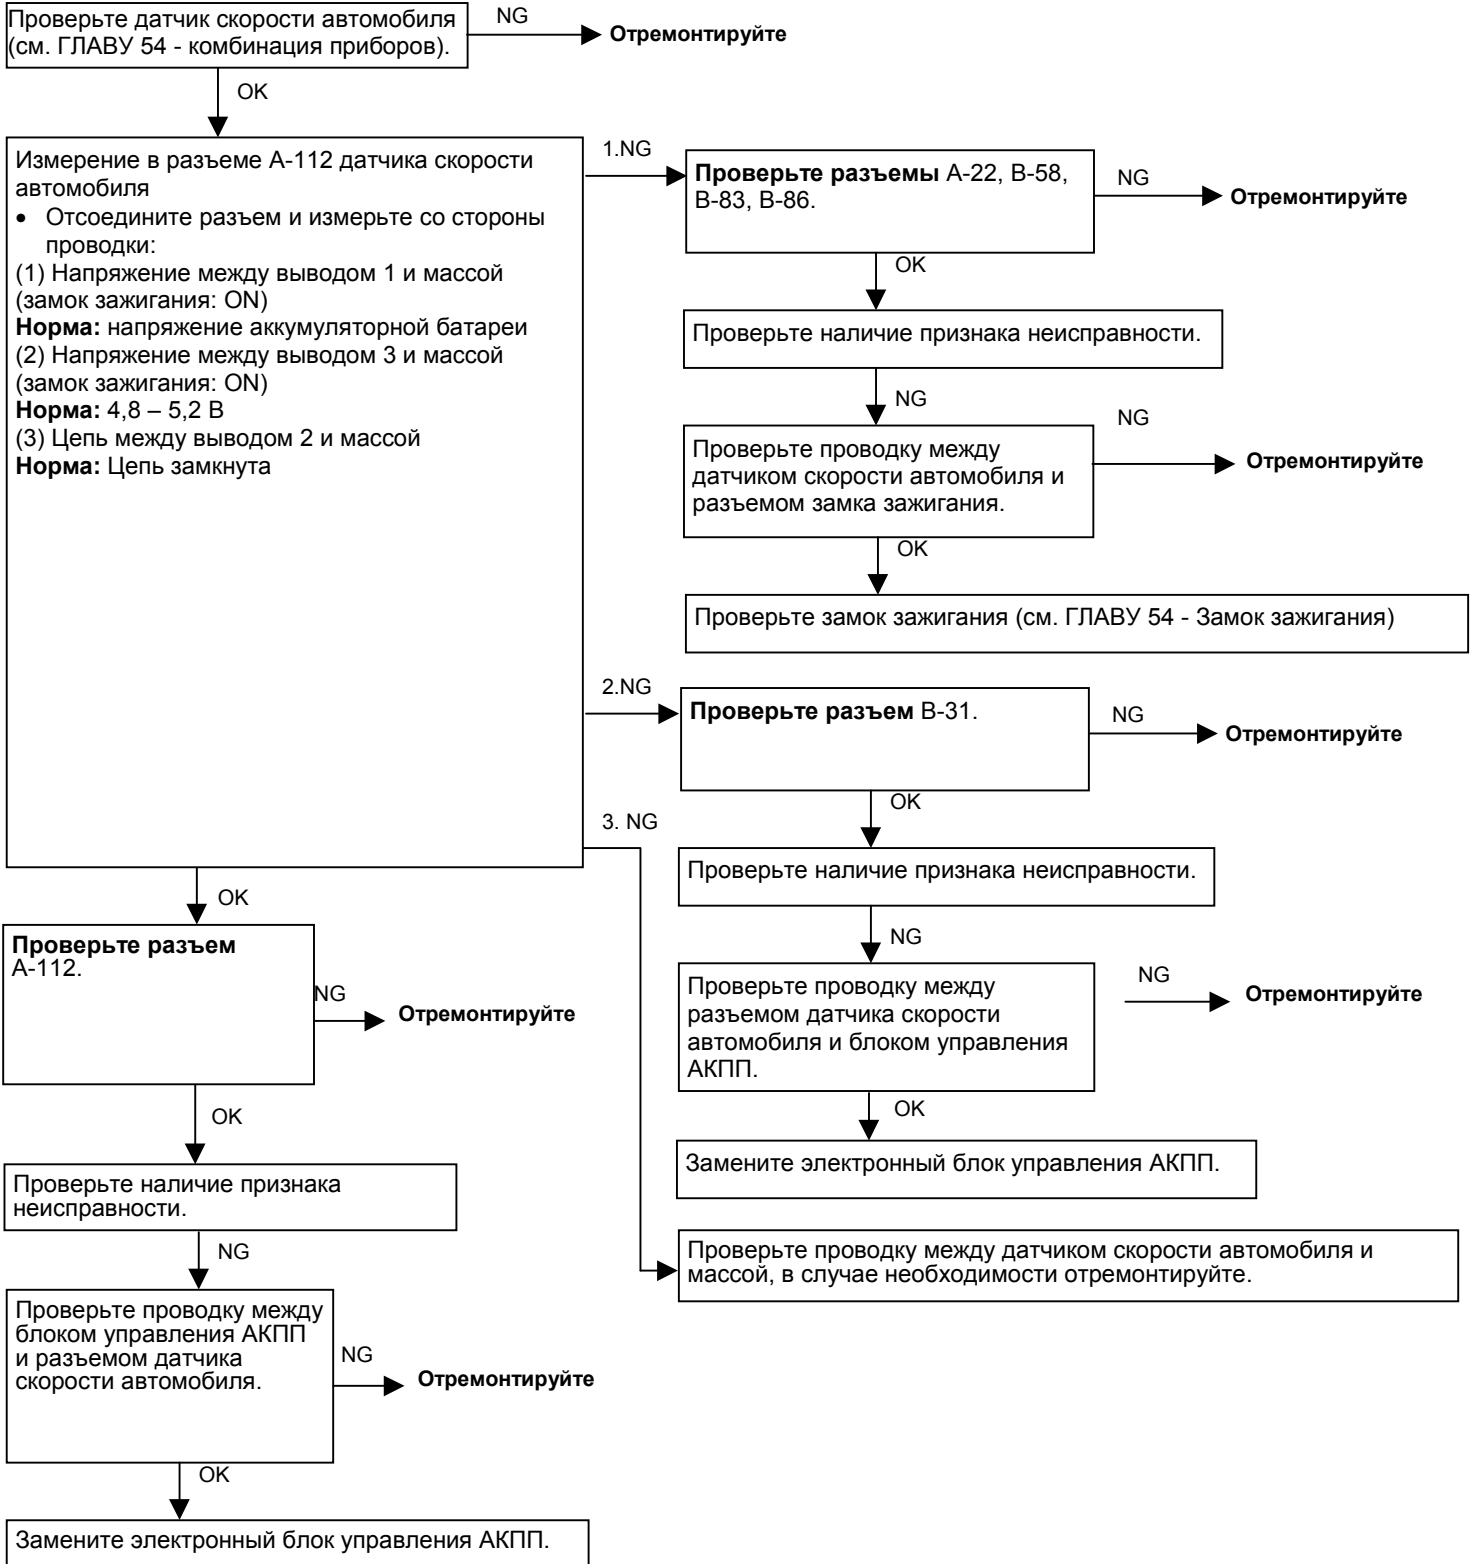 Проверьте датчик скорости автомобиля
(см. ГЛАВУ 54 - комбинация приборов).
NG
Отремонтируйте
OK
Измерение в разъеме А-112 датчика скорости
автомобиля
• Отсоедините разъем и измерьте со стороны
проводки:
(1) Напряжение между выводом 1 и массой
(замок зажигания: ON)
Норма: напряжение аккумуляторной батареи
(2) Напряжение между выводом 3 и массой
(замок зажигания: ON)
Норма: 4,8 – 5,2 В
(3) Цепь между выводом 2 и массой
Норма: Цепь замкнута
1.NG
Проверьте разъемы А-22, В-58,
В-83, В-86.
NG
Отремонтируйте
OK
Проверьте наличие признака неисправности.
NG
Проверьте проводку между
датчиком скорости автомобиля и
разъемом замка зажигания.
NG
Отремонтируйте
OK
Проверьте замок зажигания (см. ГЛАВУ 54 - Замок зажигания)
2.NG
Проверьте разъем В-31.
NG
Отремонтируйте
OK
Проверьте наличие признака неисправности.
NG
Проверьте проводку между
разъемом датчика скорости
автомобиля и блоком управления
АКПП.
NG
Отремонтируйте
OK
Замените электронный блок управления АКПП.
3. NG
Проверьте проводку между датчиком скорости автомобиля и
массой, в случае необходимости отремонтируйте.
OK
Проверьте разъем
А-112.
NG
Отремонтируйте
OK
Проверьте наличие признака
неисправности.
NG
Проверьте проводку между
блоком управления АКПП
и разъемом датчика
скорости автомобиля.
NG
Отремонтируйте
OK
Замените электронный блок управления АКПП.